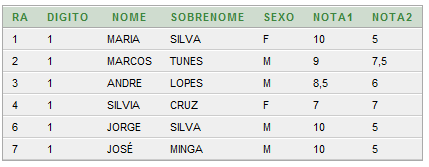 RA DIGITO NOME SOBRENOME SEXO NOTA1 NOTA2
1 1 MARIA SILVA F 10 5
2 1 MARCOS TUNES M 9 7,5
3 1 ANDRE LOPES M 8,5 6
4 1 SILVIA CRUZ F 7 7
6 1 JORGE SILVA M 10 5
7 1 JOSÉ MINGA M 10 5